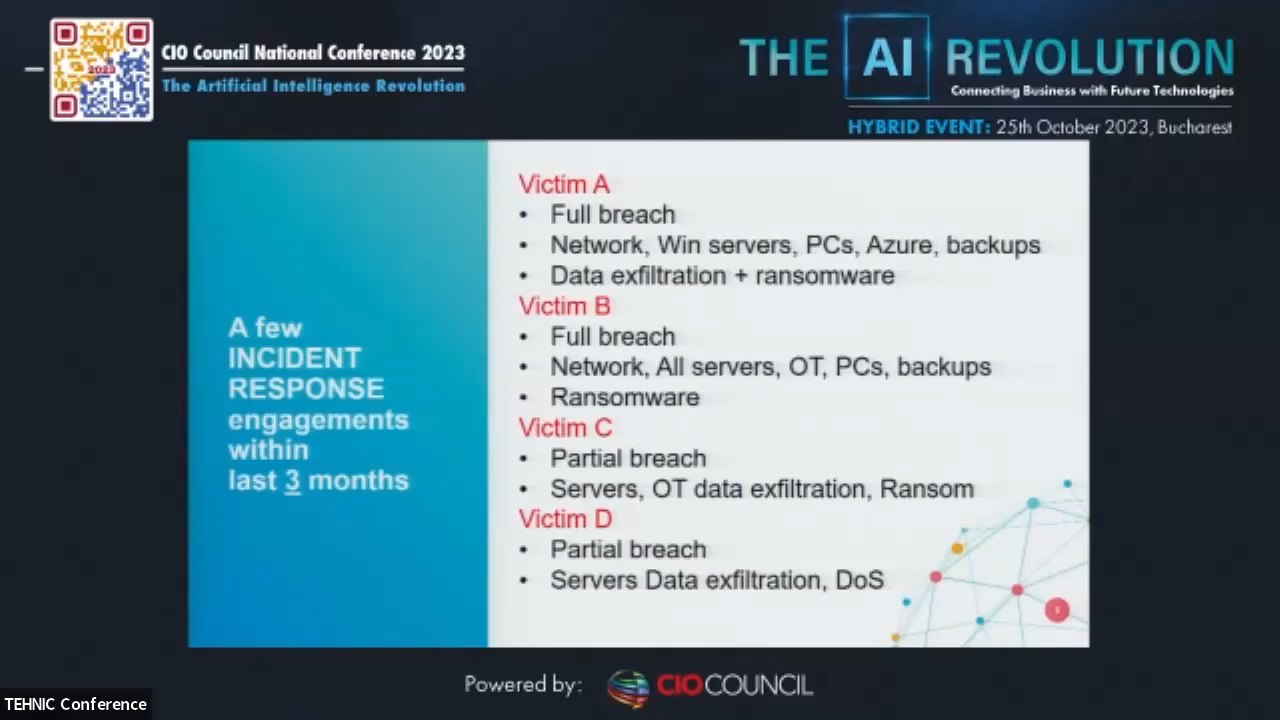 CIO Council National Conference 2023
The Artificial Intelligence Revolution
2023
THE AI REVOLUTION
Connecting Business with Future Technologies
HYBRID EVENT: 25th October 2023, Bucharest
A few
INCIDENT
RESPONSE
engagements
within
last 3 months
Victim A
• Full breach
• Network, Win servers, PCs, Azure, backups
• Data exfiltration + ransomware
Victim B
• Full breach
• Network, All servers, OT, PCs, backups
• Ransomware
Victim C
• Partial breach
• Servers, OT data exfiltration, Ransom
Victim D
• Partial breach
• Servers Data exfiltration, DoS
Powered by: CIO COUNCIL
TEHNIC Conference